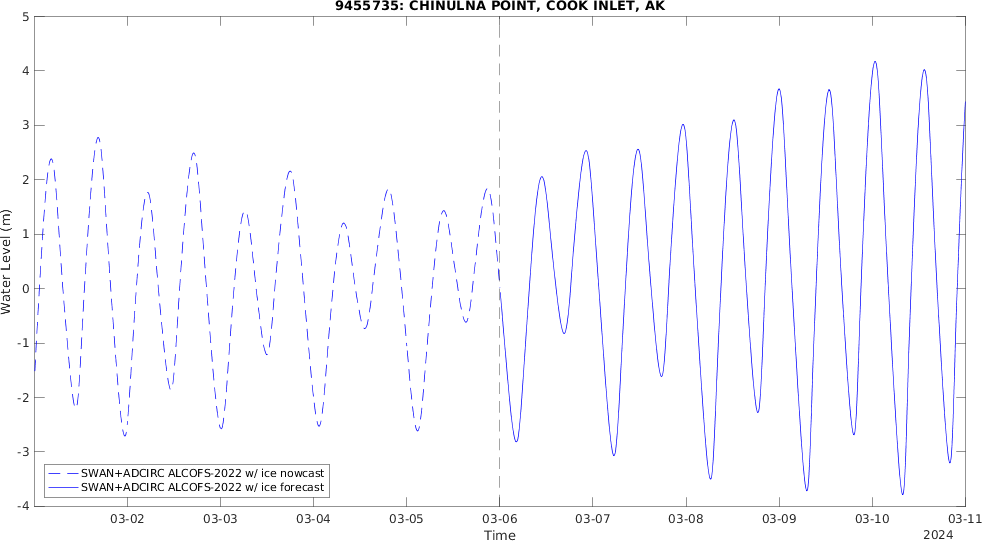 9455735: CHINULNA POINT, COOK INLET, AK
5
4
3
2
1
0
-1
-2
-3
-4
Water Level (m)
SWAN+ADCIRC ALCOFS-2022 w/ ice nowcast
SWAN+ADCIRC ALCOFS-2022 w/ ice forecast
03-02 03-03 03-04 03-05 03-06 03-07 03-08 03-09 03-10 03-11
Time
2024